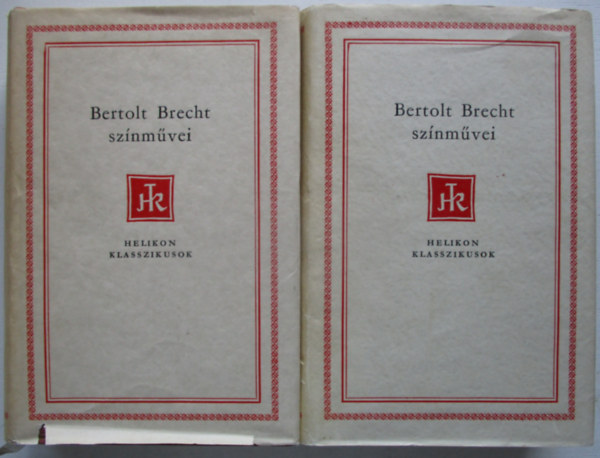 Bertolt Brecht
színművei
HK
HELIKON
KLASSZIKUSOK
Bertolt Brecht
színművei
HK
HELIKON
KLASSZIKUSOK